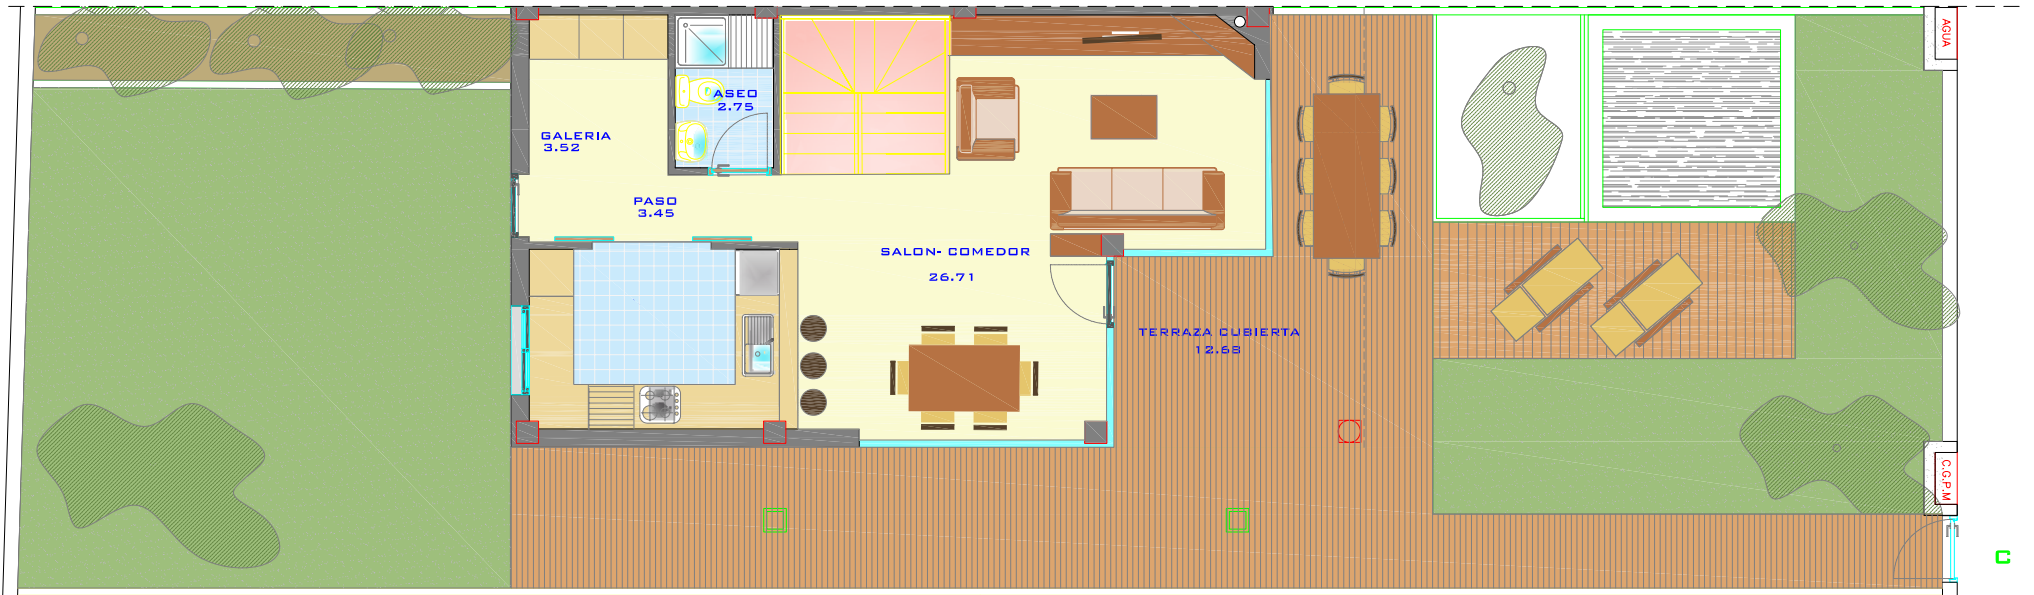 AGUA
ASEO
2.75
GALERIA
3.52
PASO
3.45
SALON- COMEDOR
26.71
TERRAZA CUBIERTA
12.68
C.G.P.M
C